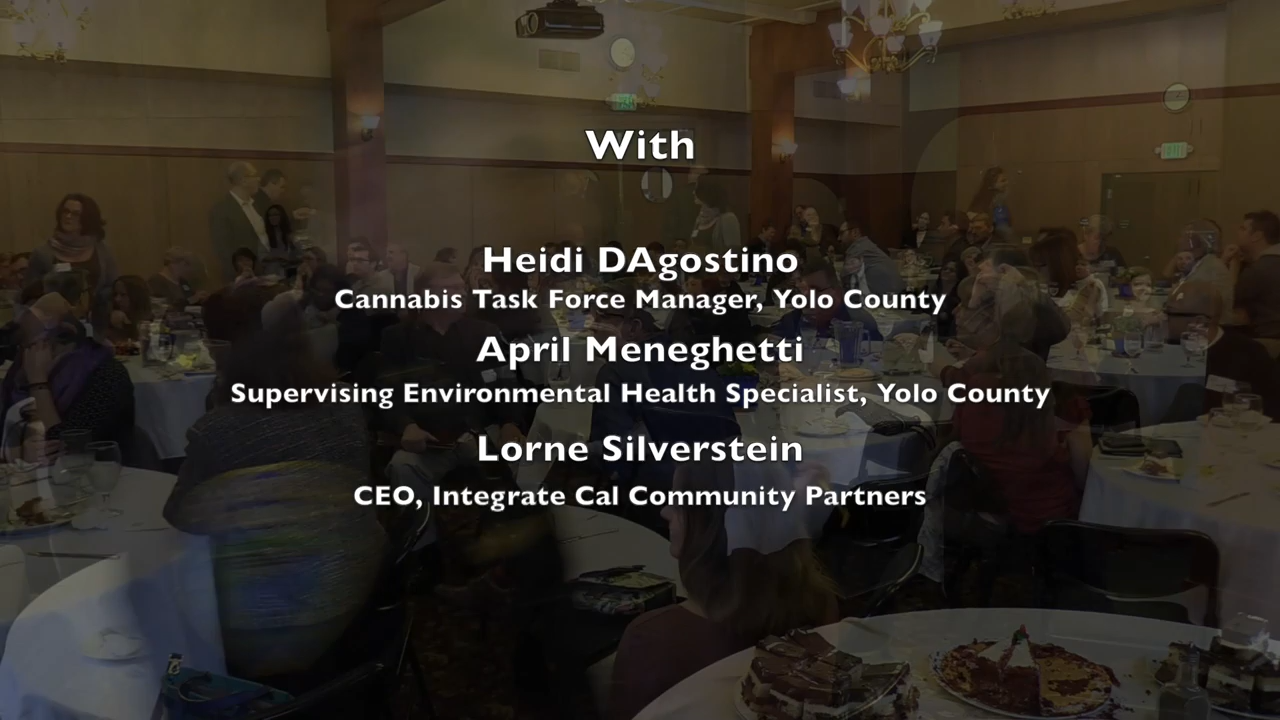 With
Heidi DAgostino
Cannabis Task Force Manager, Yolo County
April Meneghetti
Supervising Environmental Health Specialist, Yolo County
Lorne Silverstein
CEO, Integrate Cal Community Partners